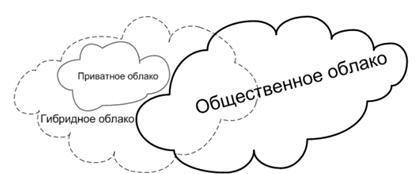 Приватное облако
Гибридное облако
Общественное облако